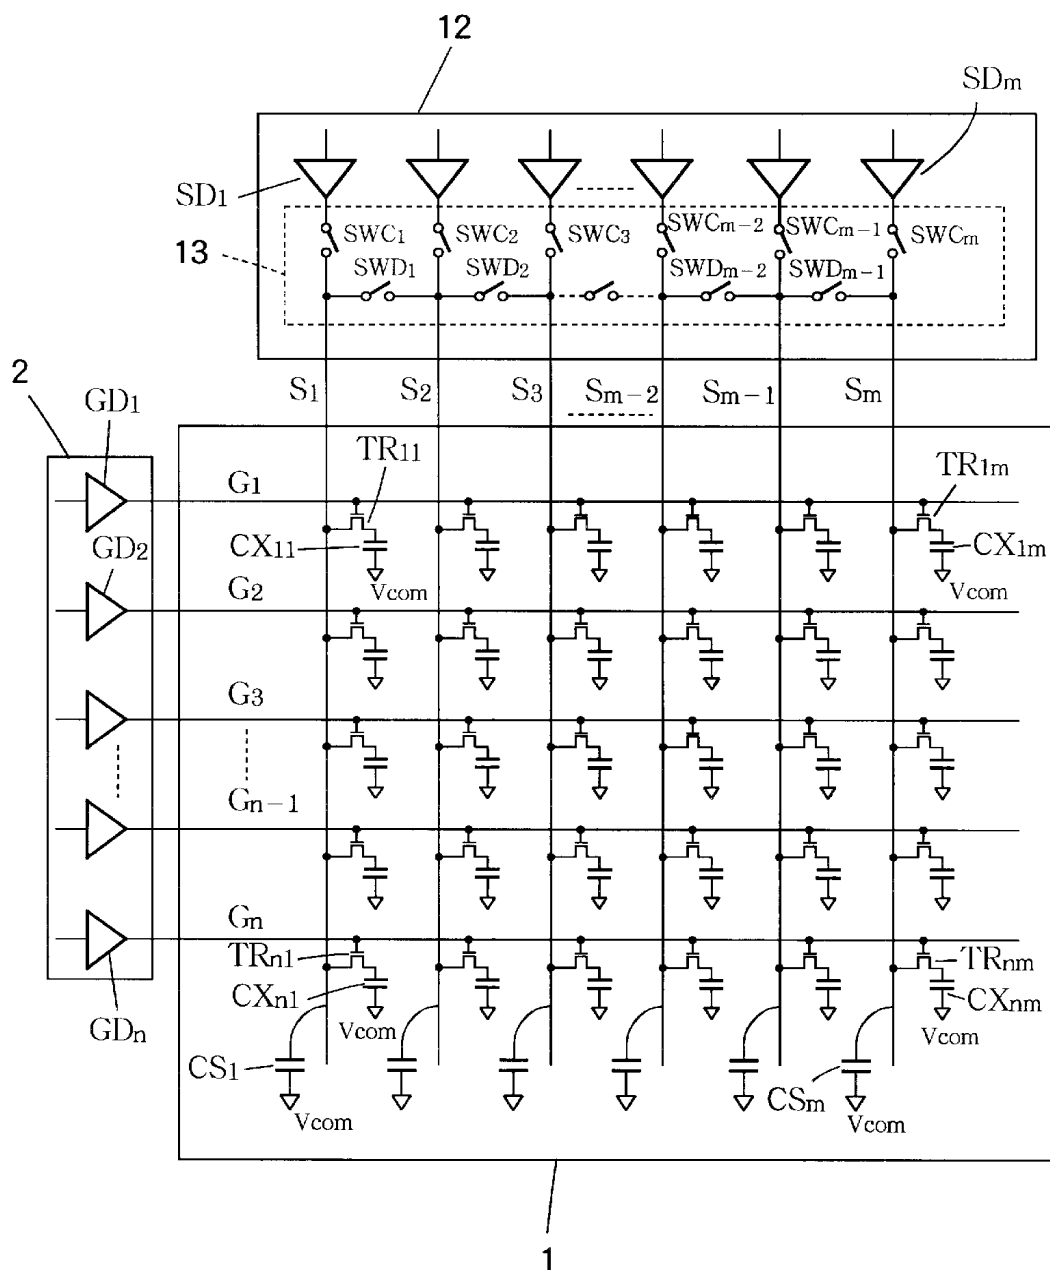 12
SDm
SD1
13
SWC1 SWC2 SWC3 SWCm-2 SWCm-1 SWCm
SWD1 SWD2 SWDm-2 SWDm-1
2
S1 S2 S3 Sm-2 Sm-1 Sm
GD1
TR11 TR1m
G1
CX11 CX1m
GD2
Vcom Vcom
G2
G3
Gn-1
Gn
TRn1 TRnm
CXn1 CXnm
GDn
Vcom Vcom
CS1 CSm
Vcom Vcom
1